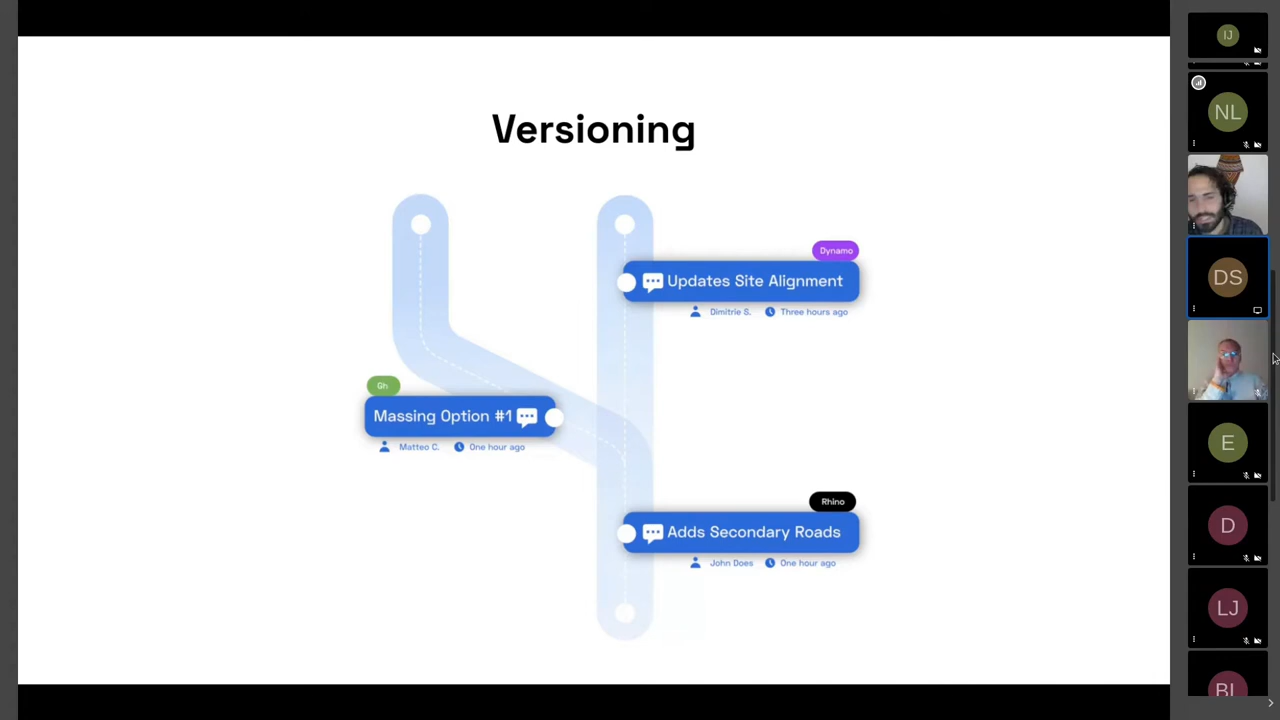 Versioning
Dynamo
Updates Site Alignment
Dimitrie S. Three hours ago
Gh
Massing Option #1
Matteo C. One hour ago
Rhino
Adds Secondary Roads
John Does One hour ago
IJ
NL
DS
E
D
LJ
BL